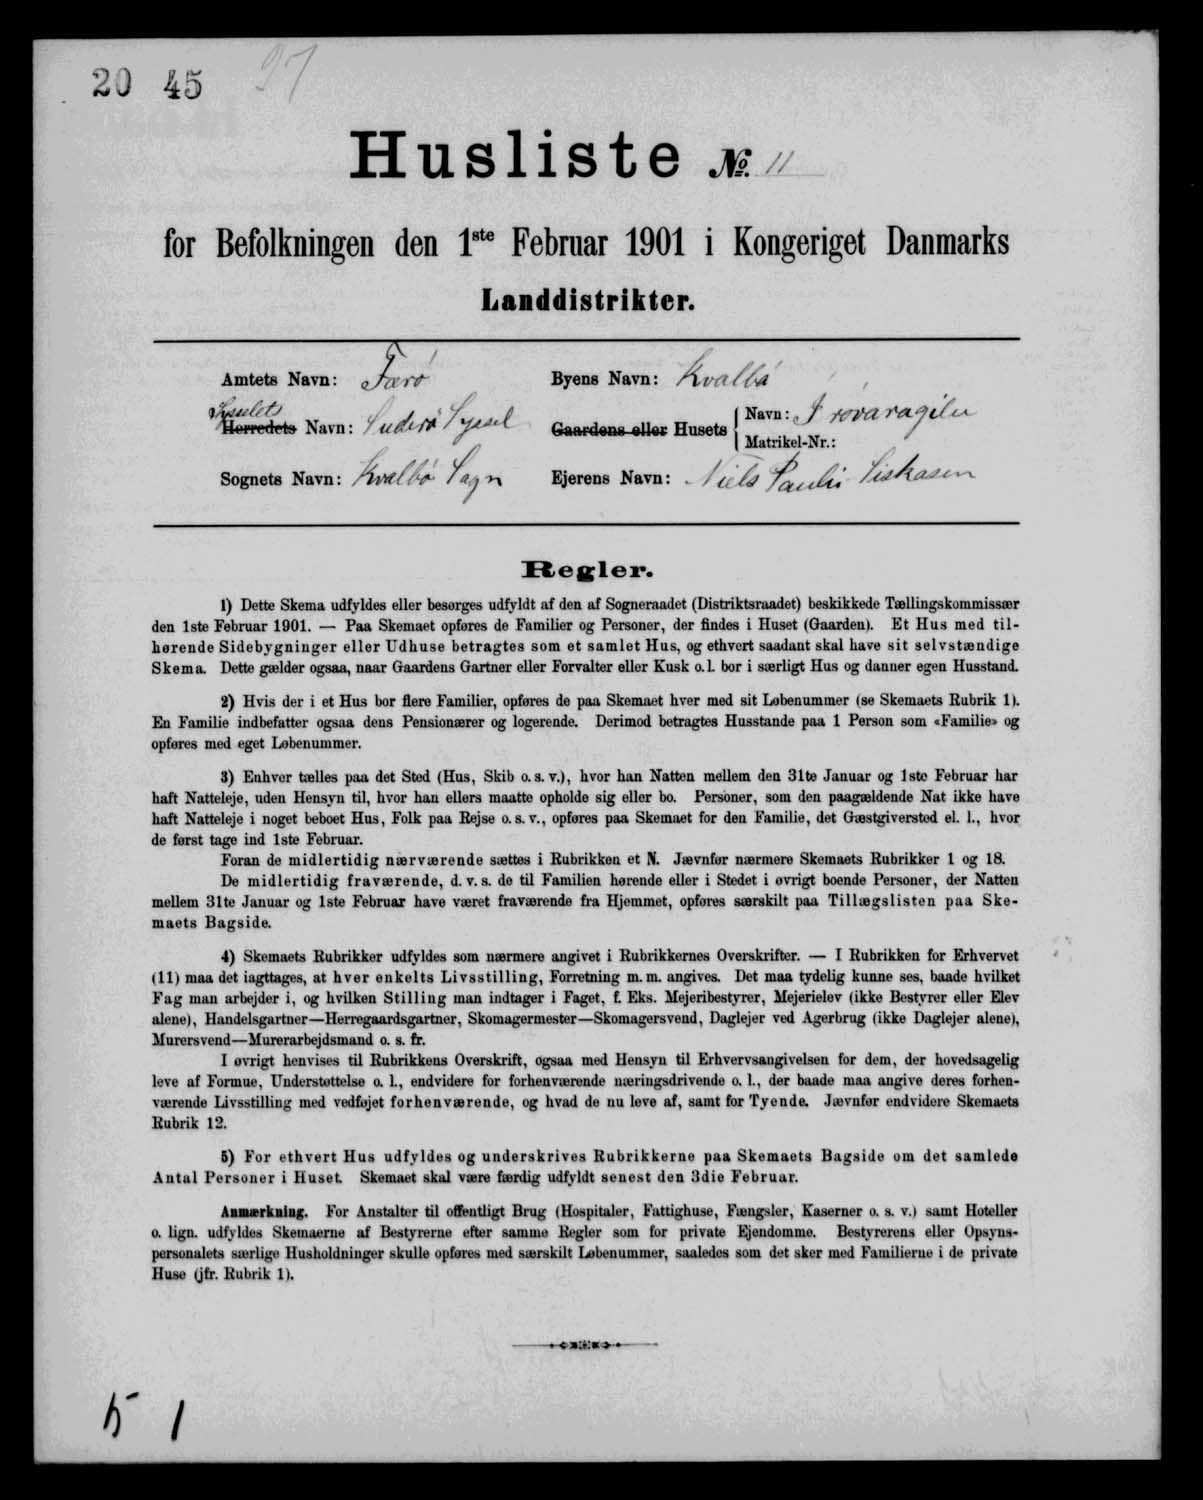 20 45 27
Husliste No. 11
for Befolkningen den 1ste Februar 1901 i Kongeriget Danmarks
Landdistrikter.
Amtets Navn: Færö
Byens Navn: Kvalbö
Sysselets
Herredets Navn: Suderö Syssel
Gaardens eller Husets Navn:
Matrikel-Nr.:
Sognets Navn: Kvalbö Sogn
Ejerens Navn: Niels Pauli
Regler.
1) Dette Skema udfyldes eller besørges udfyldt af den af Sogneraadet (Distriktsraadet) beskikkede Tællingskommissær
den 1ste Februar 1901. — Paa Skemaet opføres de Familier og Personer, der findes i Huset (Gaarden). Et Hus med til-
hørende Sidebygninger eller Udhuse betragtes som et samlet Hus, og ethvert saadant skal have sit selvstændige
Skema. Dette gælder ogsaa, naar Gaardens Gartner eller Forvalter eller Kusk o. l. bor i særligt Hus og danner egen Husstand.
2) Hvis der i et Hus bor flere Familier, opføres de paa Skemaet hver med sit Løbenummer (se Skemaets Rubrik 1).
En Familie indbefatter ogsaa dens Pensionærer og logerende. Derimod betragtes Husstande paa 1 Person som «Familie» og
opføres med eget Løbenummer.
3) Enhver tælles paa det Sted (Hus, Skib o. s. v.), hvor han Natten mellem den 31te Januar og 1ste Februar har
haft Natteleje, uden Hensyn til, hvor han ellers maatte opholde sig eller bo. Personer, som den paagældende Nat ikke have
haft Natteleje i noget beboet Hus, Folk paa Rejse o. s. v., opføres paa Skemaet for den Familie, det Gæstgiversted el. l., hvor
de først tage ind 1ste Februar.
Foran de midlertidig nærværende sættes i Rubrikken et N. Jævnfør nærmere Skemaets Rubrikker 1 og 18.
De midlertidig fraværende, d. v. s. de til Familien hørende eller i Stedet i øvrigt boende Personer, der Natten
mellem 31te Januar og 1ste Februar have været fraværende fra Hjemmet, opføres særskilt paa Tillægslisten paa Ske-
maets Bagside.
4) Skemaets Rubrikker udfyldes som nærmere angivet i Rubrikkernes Overskrifter. — I Rubrikken for Erhvervet
(11) maa det iagttages, at hver enkelts Livsstilling, Forretning m. m. angives. Det maa tydelig kunne ses, baade hvilket
Fag man arbejder i, og hvilken Stilling man indtager i Faget, f. Eks. Mejeribestyrer, Mejerielev (ikke Bestyrer eller Elev
alene), Handelsgartner—Herregaardsgartner, Skomagermester—Skomagersvend, Daglejer ved Agerbrug (ikke Daglejer alene),
Murersvend—Murerarbejdsmand o. s. fr.
I øvrigt henvises til Rubrikkens Overskrift, ogsaa med Hensyn til Erhvervsangivelsen for dem, der hovedsagelig
leve af Formue, Understøttelse o. l., endvidere for forhenværende næringsdrivende o. l., der baade maa angive deres forhen-
værende Livsstilling med vedføjet forhenværende, og hvad de nu leve af, samt for Tyende. Jævnfør endvidere Skemaets
Rubrik 12.
5) For ethvert Hus udfyldes og underskrives Rubrikkerne paa Skemaets Bagside om det samlede
Antal Personer i Huset. Skemaet skal være færdig udfyldt senest den 3die Februar.
Anmærkning. For Anstalter til offentligt Brug (Hospitaler, Fattighuse, Fængsler, Kaserner o. s. v.) samt Hoteller
o. lign. udfyldes Skemaerne af Bestyrerne efter samme Regler som for private Ejendomme. Bestyrerens eller Opsyns-
personalets særlige Husholdninger skulle opføres med særskilt Løbenummer, saaledes som det sker med Familierne i de private
Huse (jfr. Rubrik 1).
5 1